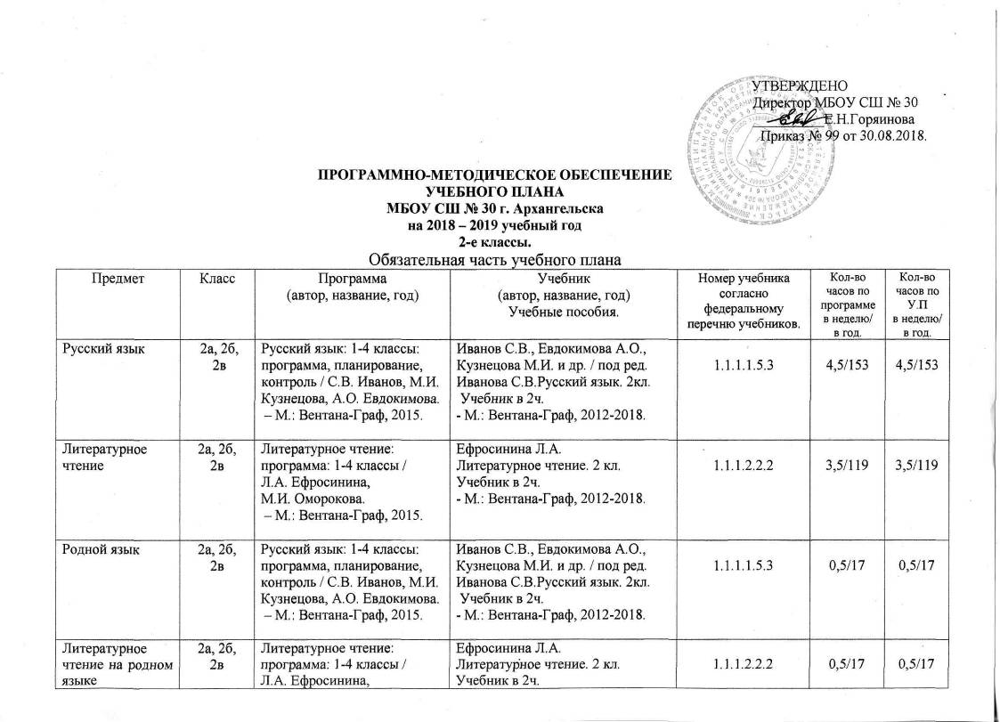 УТВЕРЖДЕНО
Директор МБОУ СШ № 30
Е.Н.Горяинова
Приказ № 99 от 30.08.2018.
ПРОГРАММНО-МЕТОДИЧЕСКОЕ ОБЕСПЕЧЕНИЕ
УЧЕБНОГО ПЛАНА
МБОУ СШ № 30 г. Архангельска
на 2018 – 2019 учебный год
2-е классы.
Обязательная часть учебного плана
Предмет
Класс
Программа
(автор, название, год)
Учебник
(автор, название, год)
Учебные пособия.
Номер учебника
согласно
федеральному
перечню учебников.
Кол-во
часов по
программе
в неделю/
в год.
Кол-во
часов по
У.П
в неделю/
в год.
Русский язык
2а, 2б,
2в
Русский язык: 1-4 классы:
программа, планирование,
контроль / С.В. Иванов, М.И.
Кузнецова, А.О. Евдокимова.
– М.: Вентана-Граф, 2015.
Иванов С.В., Евдокимова А.О.,
Кузнецова М.И. и др. / под ред.
Иванова С.В.Русский язык. 2кл.
Учебник в 2ч.
- М.: Вентана-Граф, 2012-2018.
1.1.1.1.5.3
4,5/153
4,5/153
Литературное
чтение
2а, 2б,
2в
Литературное чтение:
программа: 1-4 классы /
Л.А. Ефросинина,
М.И. Оморокова.
– М.: Вентана-Граф, 2015.
Ефросинина Л.А.
Литературное чтение. 2 кл.
Учебник в 2ч.
- М.: Вентана-Граф, 2012-2018.
1.1.1.2.2.2
3,5/119
3,5/119
Родной язык
2а, 2б,
2в
Русский язык: 1-4 классы:
программа, планирование,
контроль / С.В. Иванов, М.И.
Кузнецова, А.О. Евдокимова.
– М.: Вентана-Граф, 2015.
Иванов С.В., Евдокимова А.О.,
Кузнецова М.И. и др. / под ред.
Иванова С.В.Русский язык. 2кл.
Учебник в 2ч.
- М.: Вентана-Граф, 2012-2018.
1.1.1.1.5.3
0,5/17
0,5/17
Литературное
чтение на родном
языке
2а, 2б,
2в
Литературное чтение:
программа: 1-4 классы /
Л.А. Ефросинина,
Ефросинина Л.А.
Литературное чтение. 2 кл.
Учебник в 2ч.
1.1.1.2.2.2
0,5/17
0,5/17